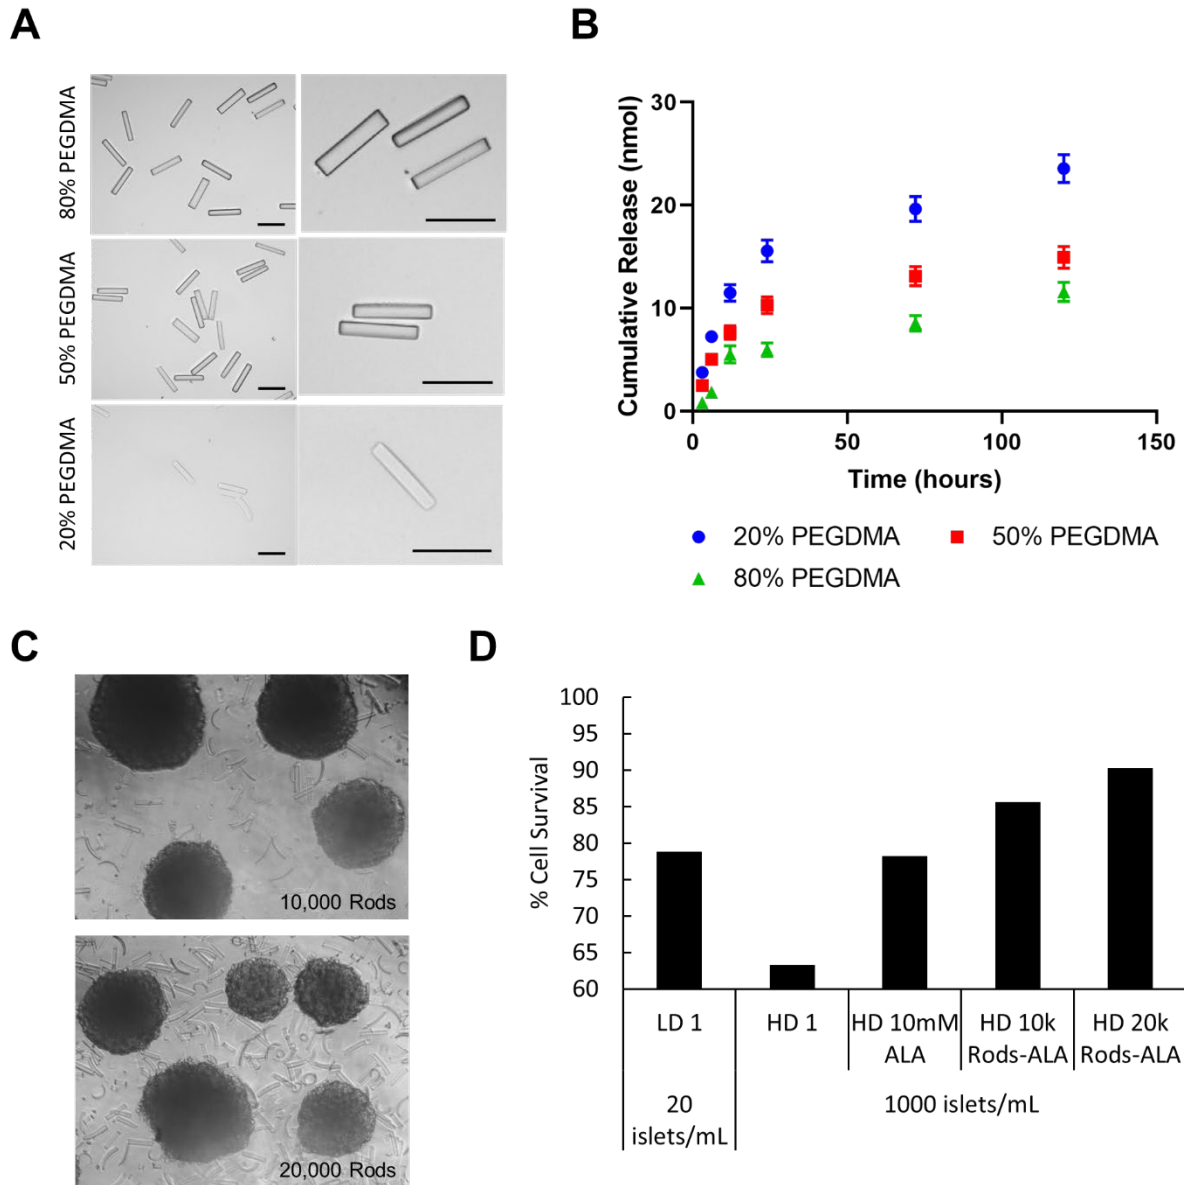 A
80% PEGDMA
50% PEGDMA
20% PEGDMA
B
Cumulative Release (nmol)
30
20
10
0
0
50
100
150
Time (hours)
20% PEGDMA
50% PEGDMA
80% PEGDMA
C
10,000 Rods
20,000 Rods
D
% Cell Survival
100
95
90
85
80
75
70
65
60
LD 1
HD 1
HD 10mM
ALA
HD 10k
Rods-ALA
HD 20k
Rods-ALA
20
islets/mL
1000 islets/mL